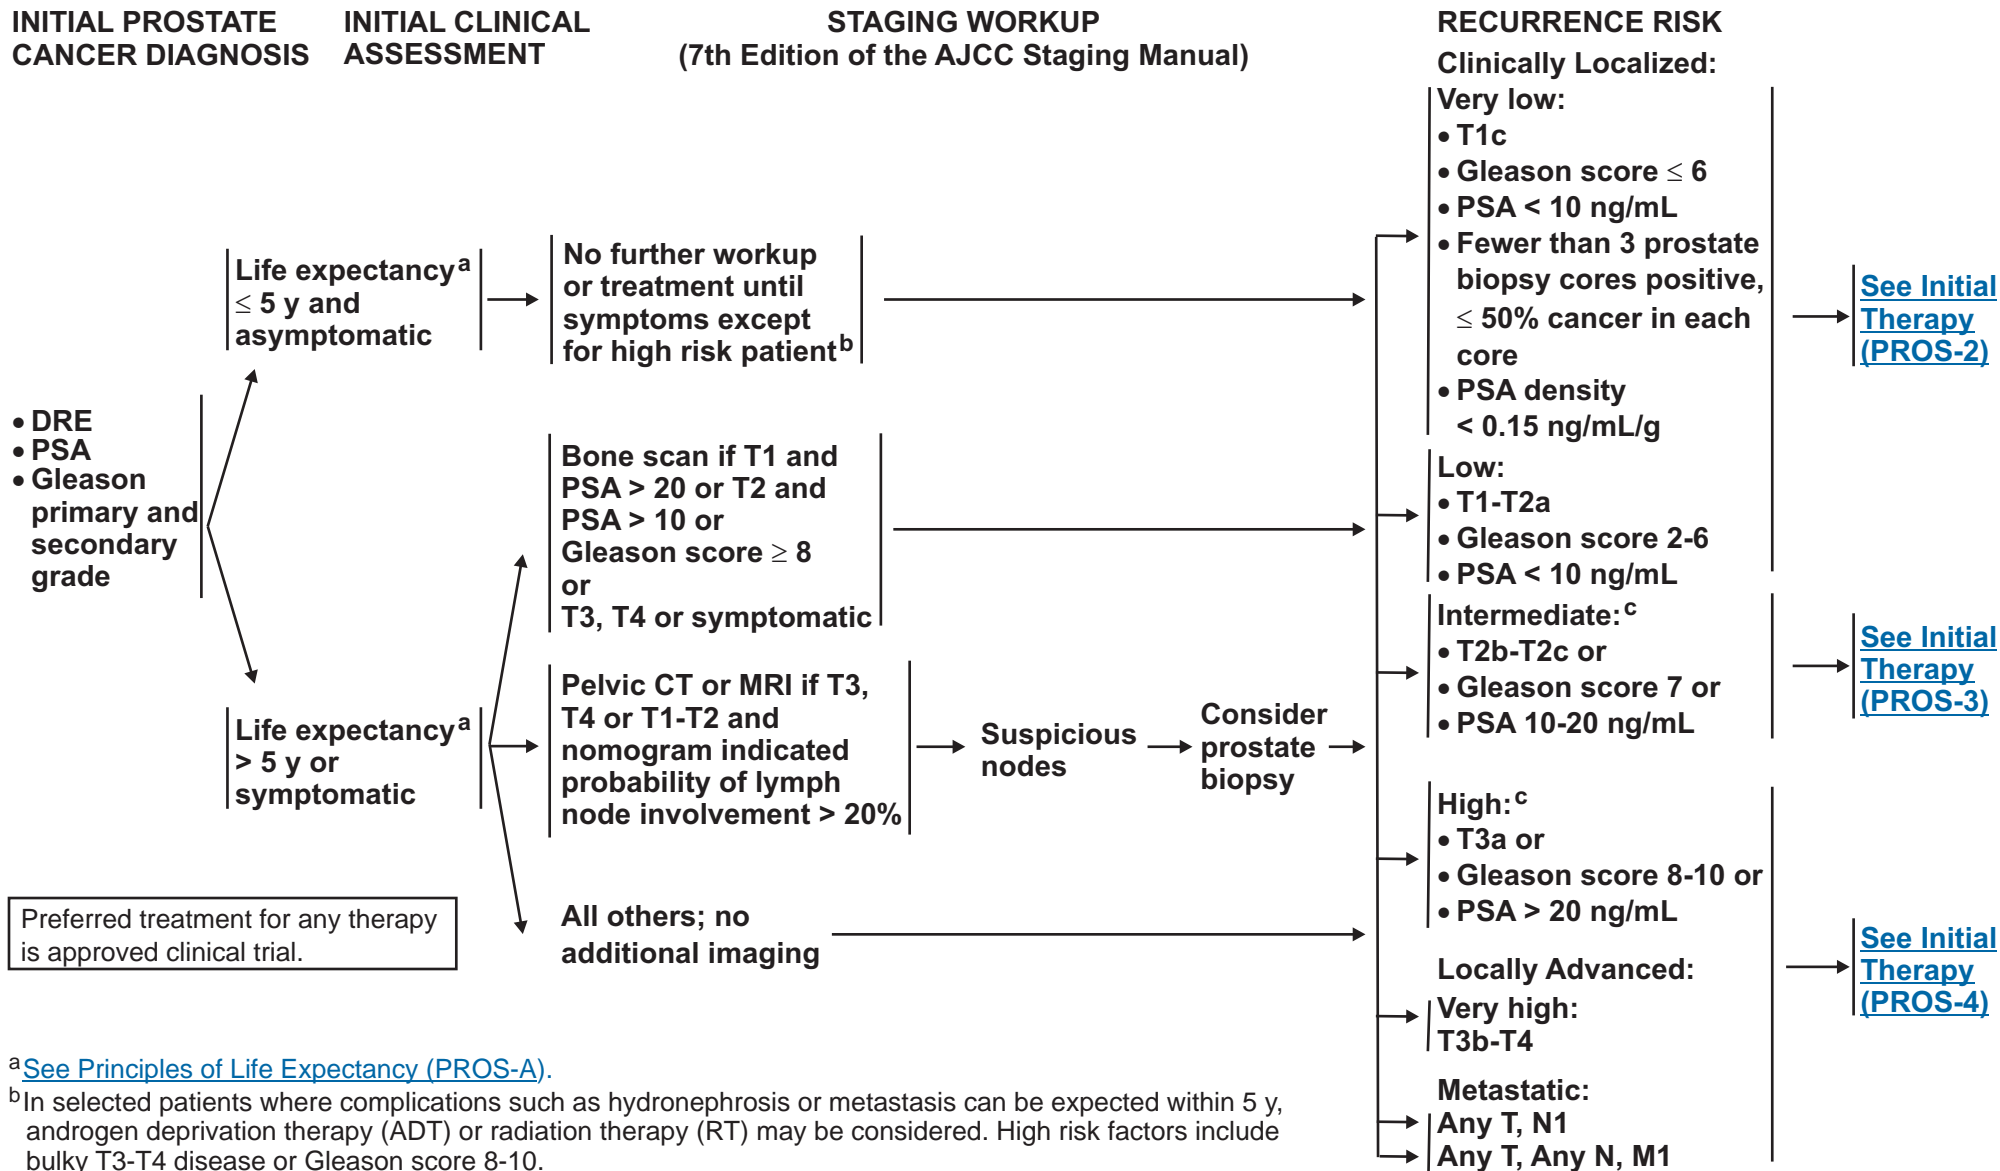 INITIAL PROSTATE
CANCER DIAGNOSIS
INITIAL CLINICAL
ASSESSMENT
STAGING WORKUP
(7th Edition of the AJCC Staging Manual)
RECURRENCE RISK
• DRE
• PSA
• Gleason
primary and
secondary
grade
Life expectancy a
≤ 5 y and
asymptomatic
Life expectancy a
> 5 y or
symptomatic
No further workup
or treatment until
symptoms except
for high risk patient b
Bone scan if T1 and
PSA > 20 or T2 and
PSA > 10 or
Gleason score ≥ 8
or
T3, T4 or symptomatic
Pelvic CT or MRI if T3,
T4 or T1-T2 and
nomogram indicated
probability of lymph
node involvement > 20%
Suspicious
nodes
Consider
prostate
biopsy
All others; no
additional imaging
Clinically Localized:
Very low:
• T1c
• Gleason score ≤ 6
• PSA < 10 ng/mL
• Fewer than 3 prostate
biopsy cores positive,
≤ 50% cancer in each
core
• PSA density
< 0.15 ng/mL/g
Low:
• T1-T2a
• Gleason score 2-6
• PSA < 10 ng/mL
Intermediate: c
• T2b-T2c or
• Gleason score 7 or
• PSA 10-20 ng/mL
High: c
• T3a or
• Gleason score 8-10 or
• PSA > 20 ng/mL
Locally Advanced:
Very high:
T3b-T4
Metastatic:
Any T, N1
Any T, Any N, M1
See Initial
Therapy
(PROS-2)
See Initial
Therapy
(PROS-3)
See Initial
Therapy
(PROS-4)
Preferred treatment for any therapy
is approved clinical trial.
a See Principles of Life Expectancy (PROS-A).
b In selected patients where complications such as hydronephrosis or metastasis can be expected within 5 y,
androgen deprivation therapy (ADT) or radiation therapy (RT) may be considered. High risk factors include
bulky T3-T4 disease or Gleason score 8-10.